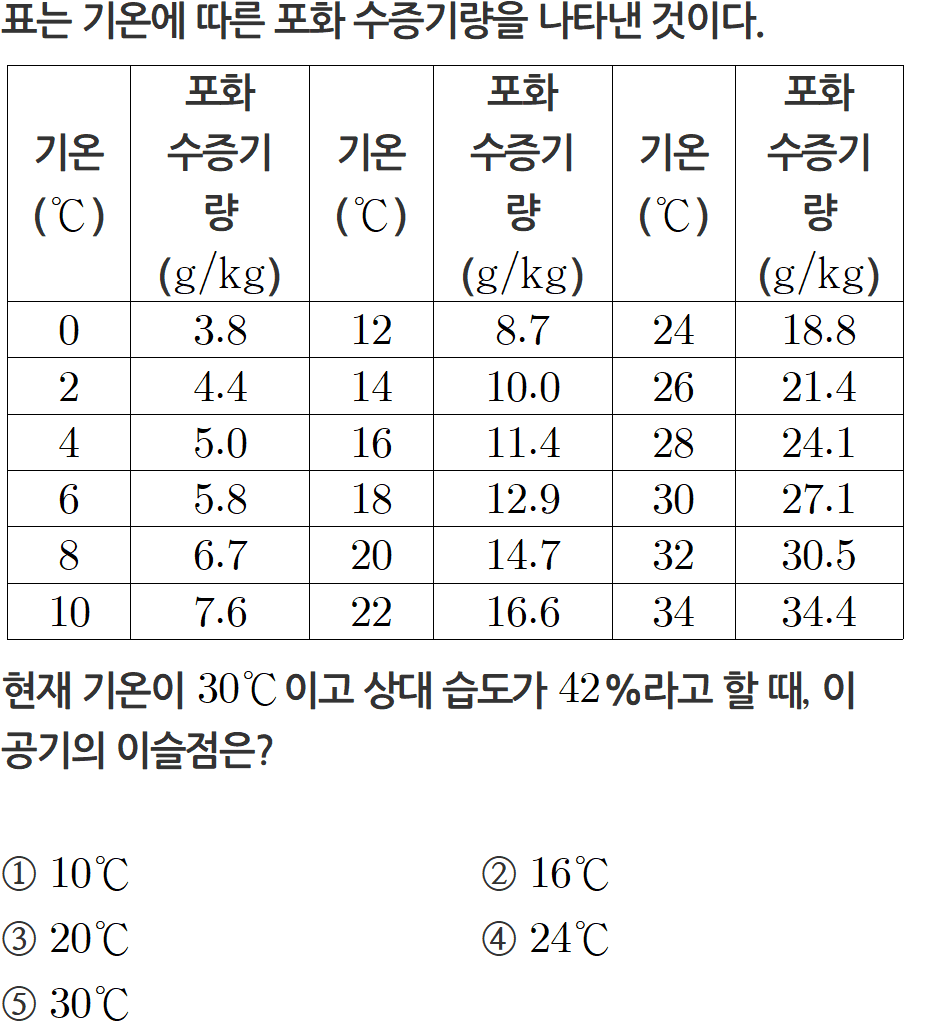 표는 기온에 따른 포화 수증기량을 나타낸 것이다.
기온 (℃) 포화 수증기량 (g/kg) 기온 (℃) 포화 수증기량 (g/kg) 기온 (℃) 포화 수증기량 (g/kg)
0 3.8 12 8.7 24 18.8
2 4.4 14 10.0 26 21.4
4 5.0 16 11.4 28 24.1
6 5.8 18 12.9 30 27.1
8 6.7 20 14.7 32 30.5
10 7.6 22 16.6 34 34.4
현재 기온이 30℃이고 상대 습도가 42%라고 할 때, 이
공기의 이슬점은?
① 10℃ ② 16℃
③ 20℃ ④ 24℃
⑤ 30℃